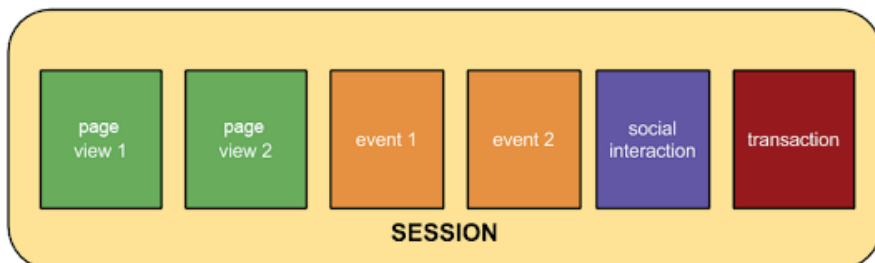 page
view 1
page
view 2
event 1
event 2
social
interaction
transaction
SESSION